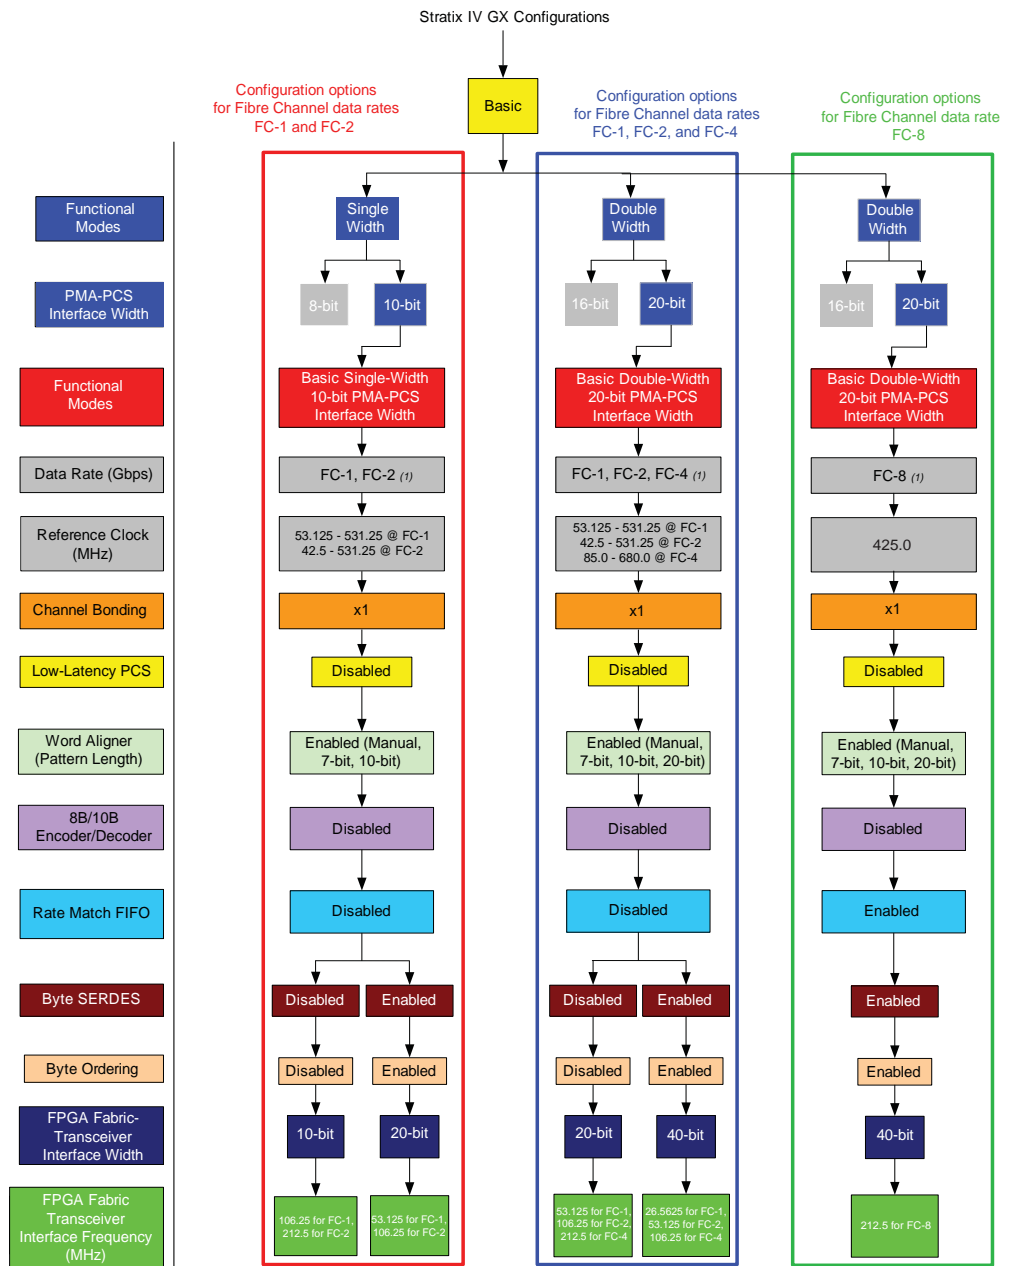 Stratix IV GX Configurations
Basic
Configuration options
for Fibre Channel data rates
FC-1 and FC-2
Configuration options
for Fibre Channel data rates
FC-1, FC-2, and FC-4
Configuration options
for Fibre Channel data rate
FC-8
Functional
Modes
Single
Width
Double
Width
Double
Width
PMA-PCS
Interface Width
8-bit
10-bit
16-bit
20-bit
16-bit
20-bit
Functional
Modes
Basic Single-Width
10-bit PMA-PCS
Interface Width
Basic Double-Width
20-bit PMA-PCS
Interface Width
Basic Double-Width
20-bit PMA-PCS
Interface Width
Data Rate (Gbps)
FC-1, FC-2 (1)
FC-1, FC-2, FC-4 (1)
FC-8 (1)
Reference Clock
(MHz)
53.125 - 531.25 @ FC-1
42.5 - 531.25 @ FC-2
53.125 - 531.25 @ FC-1
42.5 - 531.25 @ FC-2
85.0 - 680.0 @ FC-4
425.0
Channel Bonding
x1
x1
x1
Low-Latency PCS
Disabled
Disabled
Disabled
Word Aligner
(Pattern Length)
Enabled (Manual,
7-bit, 10-bit)
Enabled (Manual,
7-bit, 10-bit, 20-bit)
Enabled (Manual,
7-bit, 10-bit, 20-bit)
8B/10B
Encoder/Decoder
Disabled
Disabled
Disabled
Rate Match FIFO
Disabled
Disabled
Enabled
Byte SERDES
Disabled
Enabled
Disabled
Enabled
Enabled
Byte Ordering
Disabled
Enabled
Disabled
Enabled
Enabled
FPGA Fabric-
Transceiver
Interface Width
10-bit
20-bit
20-bit
40-bit
40-bit
FPGA Fabric
Transceiver
Interface Frequency
(MHz)
106.25 for FC-1,
212.5 for FC-2
53.125 for FC-1,
106.25 for FC-2
53.125 for FC-1,
106.25 for FC-2,
212.5 for FC-4
26.5625 for FC-1,
53.125 for FC-2,
106.25 for FC-4
212.5 for FC-8